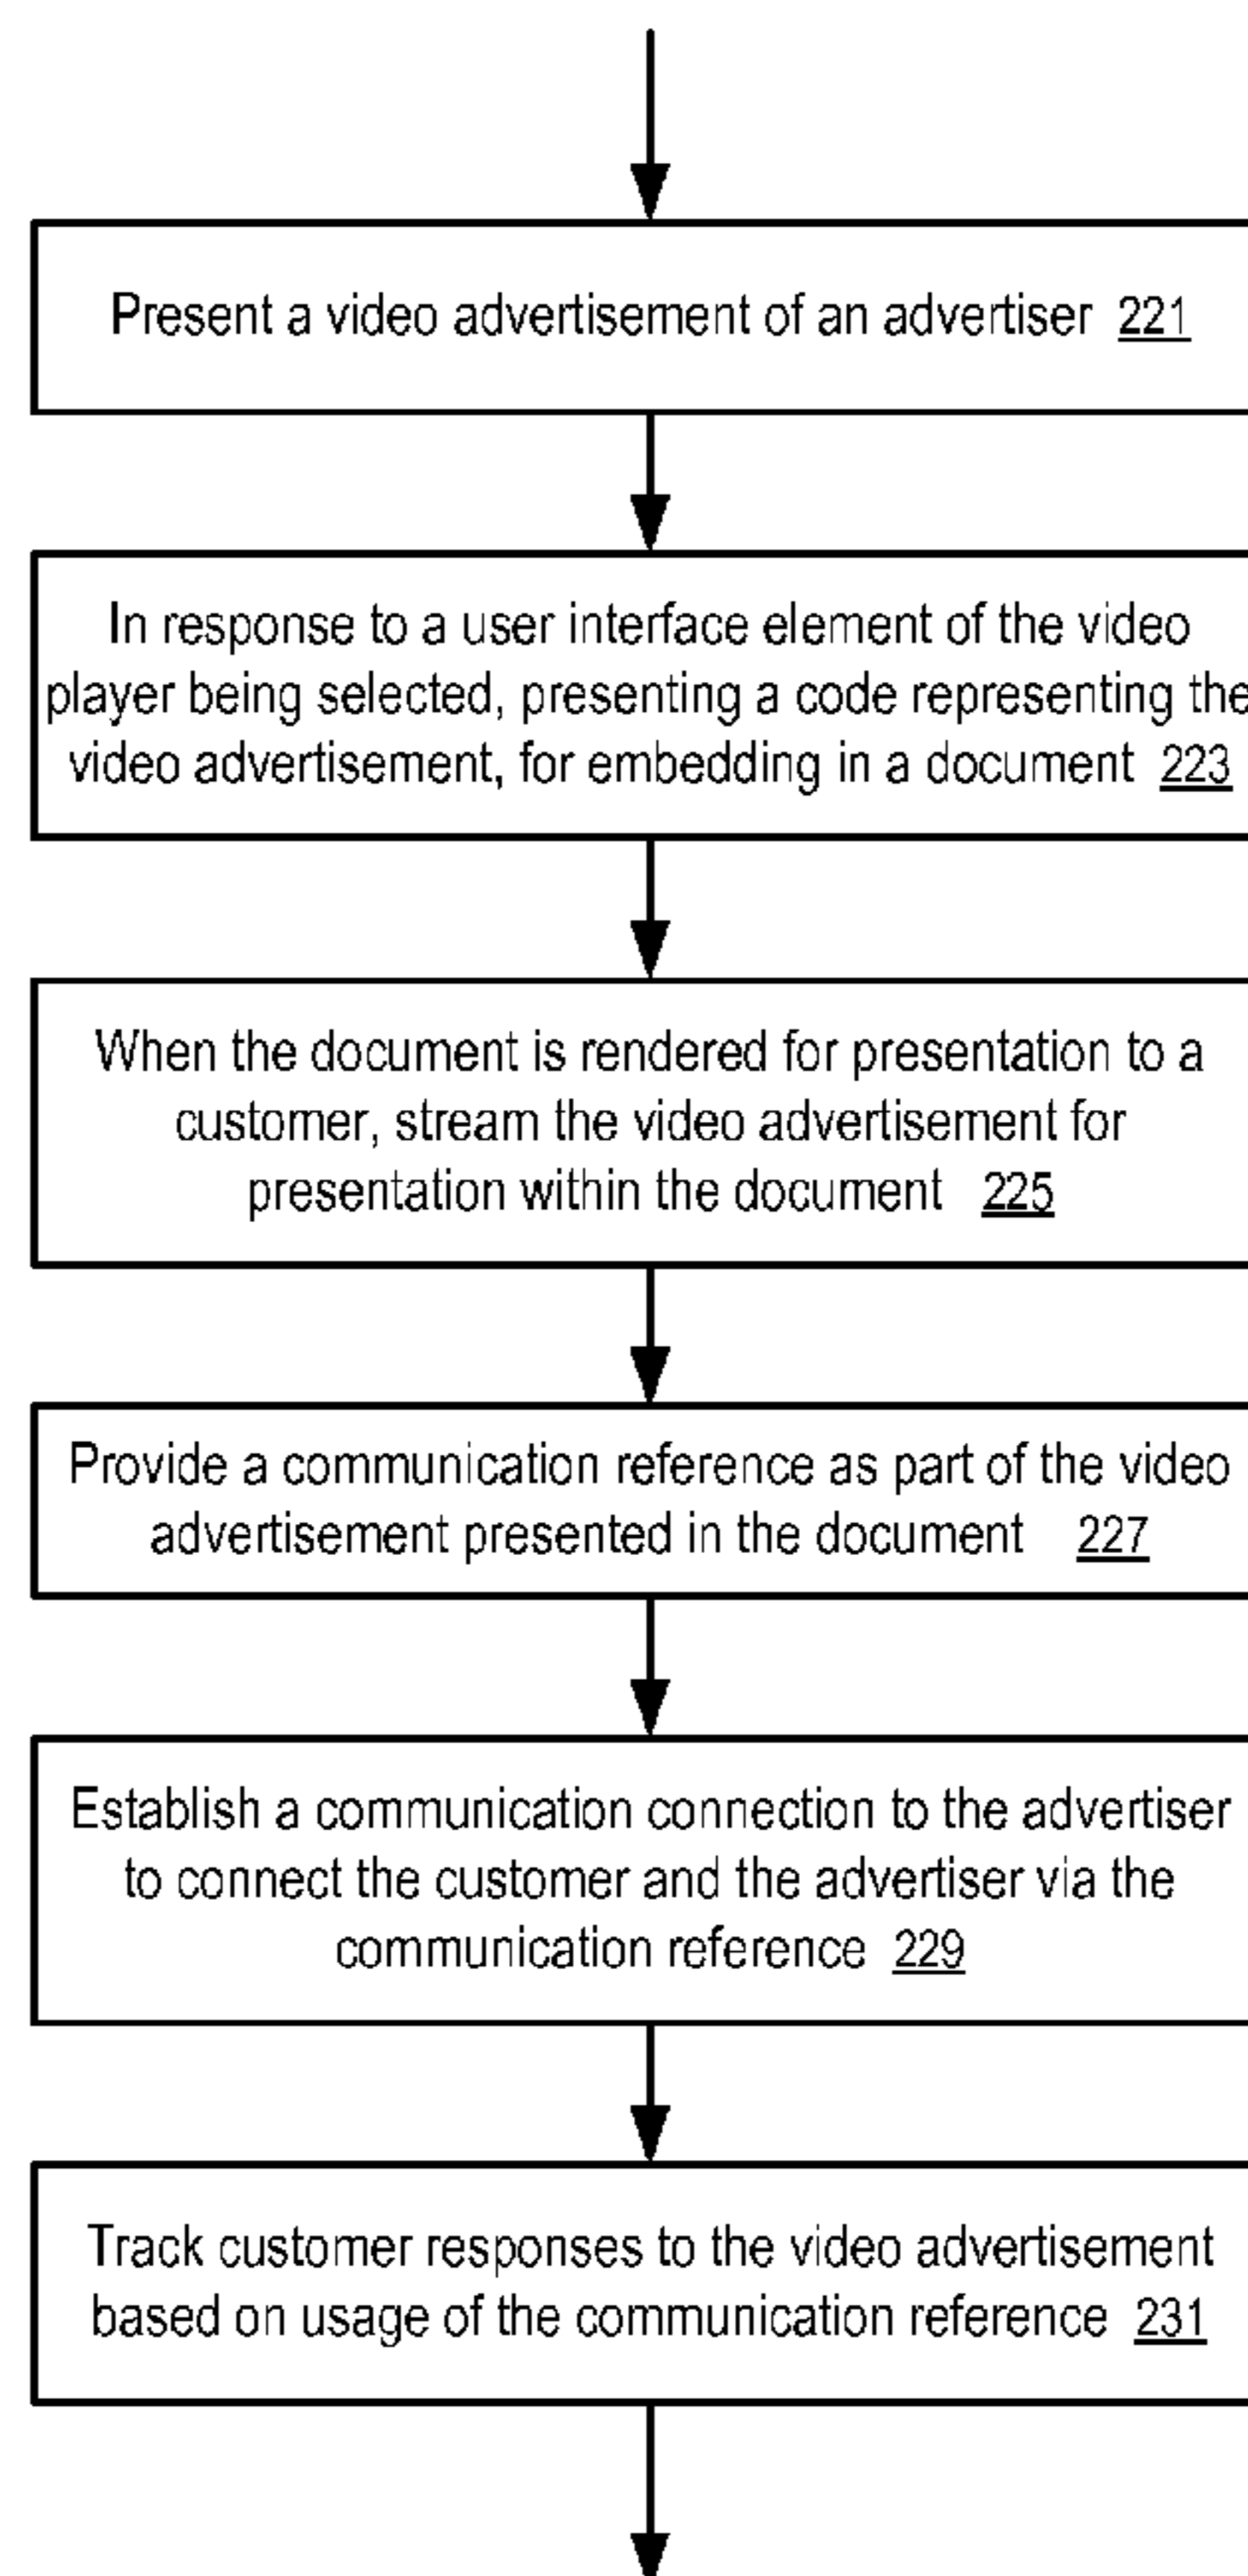 Present a video advertisement of an advertiser 221
In response to a user interface element of the video
player being selected, presenting a code representing the
video advertisement, for embedding in a document 223
When the document is rendered for presentation to a
customer, stream the video advertisement for
presentation within the document 225
Provide a communication reference as part of the video
advertisement presented in the document 227
Establish a communication connection to the advertiser
to connect the customer and the advertiser via the
communication reference 229
Track customer responses to the video advertisement
based on usage of the communication reference 231